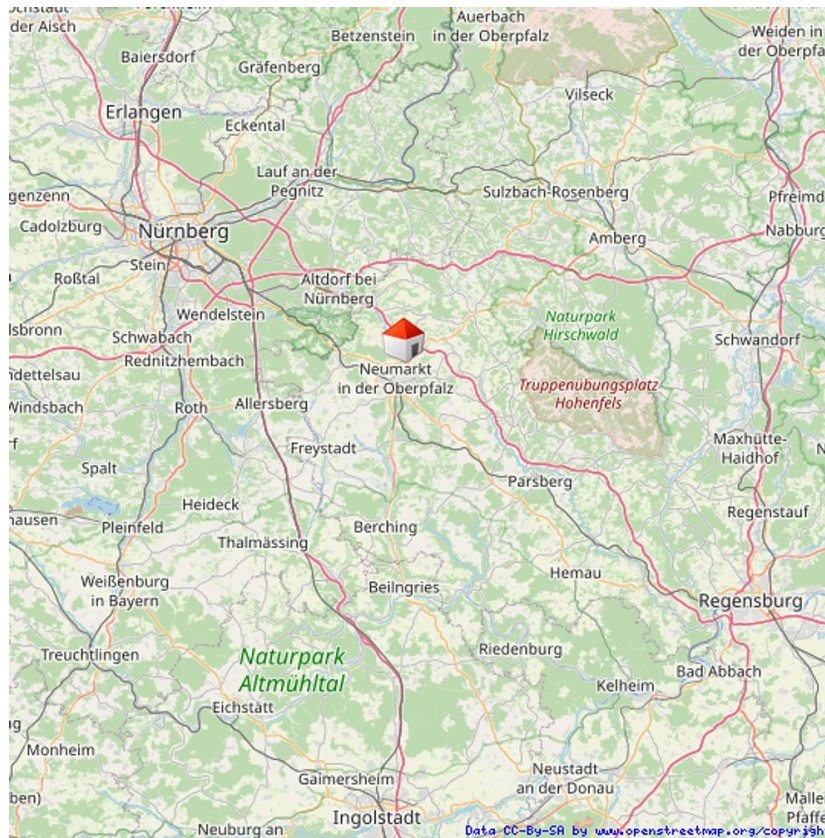 der Aisch
Auerbach
in der Oberpfalz
Betzenstein
Weiden in
der Oberpfa
Baiersdorf
Gräfenberg
Vilseck
Erlangen
Eckental
Lauf an der
Pegnitz
Sulzbach-Rosenberg
genzenn
Pfreimd
Cadolzburg
Nürnberg
Amberg
Nabburg
Stein
Roßtal
Altdorf bei
Nürnberg
Wendelstein
Naturpark
Hirschwald
lsbronn
Schwabach
Schwandorf
Rednitzhembach
Neumarkt
in der Oberpfalz
ndettelsau
Truppenübungsplatz
Hohenfels
Windsbach
Roth
Allersberg
Freystadt
Maxhütte-
Haidhof
Spalt
Parsberg
Heideck
hausen
Pleinfeld
Berching
Regenstauf
Thalmässing
Weißenburg
in Bayern
Beilngries
Hemau
Regensburg
Treuchtlingen
Naturpark
Altmühltal
Riedenburg
Bad Abbach
Kelheim
Eichstätt
Monheim
Gaimersheim
Neustadt
an der Donau
ben)
Malle
Pfaffe
Ingolstadt
Neuburg an
Data CC-By-SA by www.openstreetmap.org/copyrigh